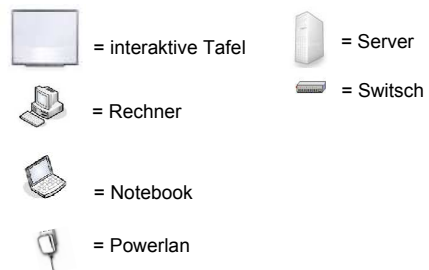 = interaktive Tafel
= Server
= Switsch
= Rechner
= Notebook
= Powerlan